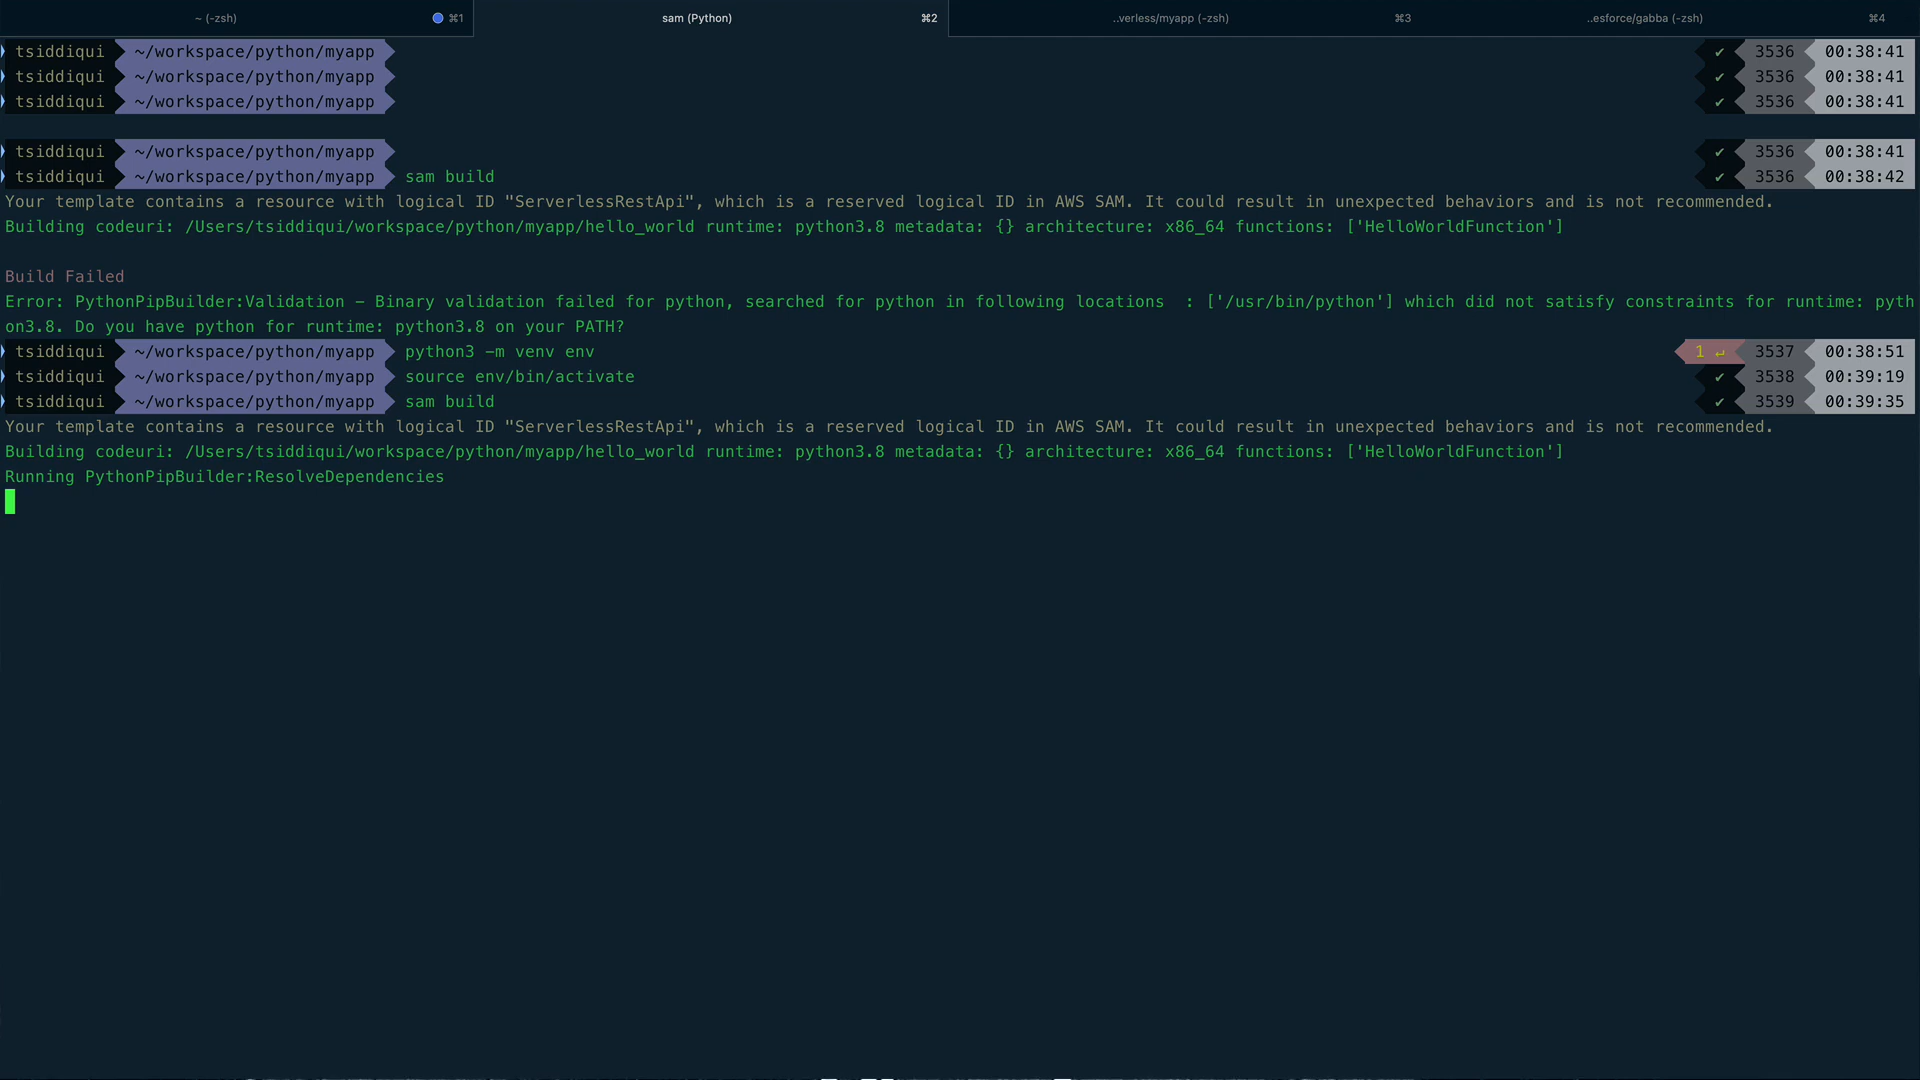 ~ (-zsh) ⌘1 sam (Python) ⌘2 ..verless/myapp (-zsh) ⌘3 ..esforce/gabba (-zsh) ⌘4
tsiddiqui ~/workspace/python/myapp ✔ 3536 00:38:41
tsiddiqui ~/workspace/python/myapp ✔ 3536 00:38:41
tsiddiqui ~/workspace/python/myapp ✔ 3536 00:38:41
tsiddiqui ~/workspace/python/myapp ✔ 3536 00:38:41
tsiddiqui ~/workspace/python/myapp sam build ✔ 3536 00:38:42
Your template contains a resource with logical ID "ServerlessRestApi", which is a reserved logical ID in AWS SAM. It could result in unexpected behaviors and is not recommended.
Building codeuri: /Users/tsiddiqui/workspace/python/myapp/hello_world runtime: python3.8 metadata: {} architecture: x86_64 functions: ['HelloWorldFunction']
Build Failed
Error: PythonPipBuilder:Validation - Binary validation failed for python, searched for python in following locations  : ['/usr/bin/python'] which did not satisfy constraints for runtime: pyth
on3.8. Do you have python for runtime: python3.8 on your PATH?
tsiddiqui ~/workspace/python/myapp python3 -m venv env 1 ↵ 3537 00:38:51
tsiddiqui ~/workspace/python/myapp source env/bin/activate ✔ 3538 00:39:19
tsiddiqui ~/workspace/python/myapp sam build ✔ 3539 00:39:35
Your template contains a resource with logical ID "ServerlessRestApi", which is a reserved logical ID in AWS SAM. It could result in unexpected behaviors and is not recommended.
Building codeuri: /Users/tsiddiqui/workspace/python/myapp/hello_world runtime: python3.8 metadata: {} architecture: x86_64 functions: ['HelloWorldFunction']
Running PythonPipBuilder:ResolveDependencies